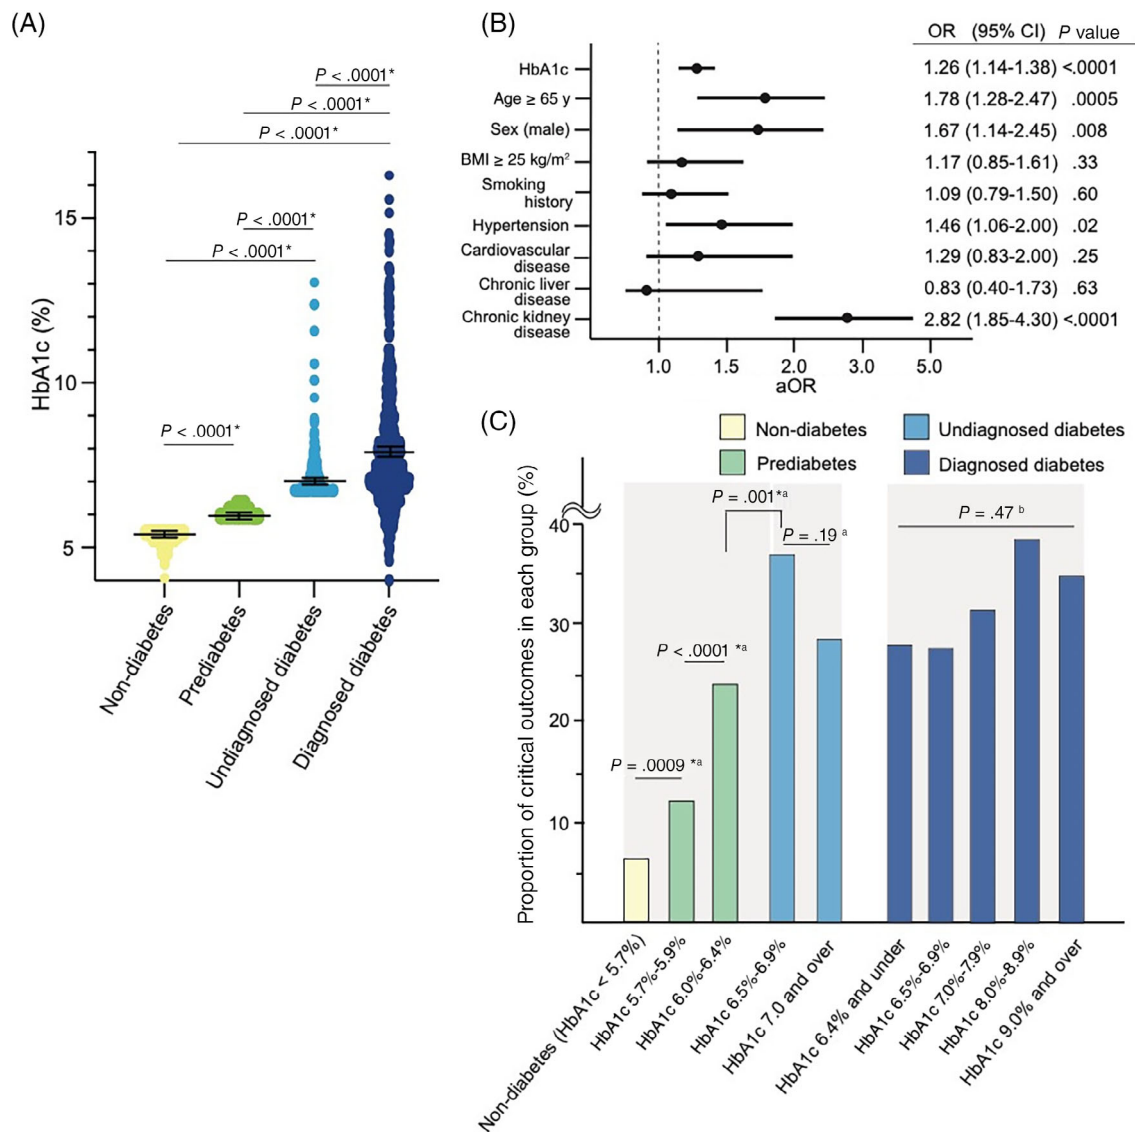 (A)
P < .0001*
P < .0001*
P < .0001*
P < .0001*
P < .0001*
P < .0001*
HbA1c (%)
15
10
5
Non-diabetes
Prediabetes
Undiagnosed diabetes
Diagnosed diabetes
(B)
OR (95% CI) P value
HbA1c 1.26 (1.14-1.38) <.0001
Age ≥ 65 y 1.78 (1.28-2.47) .0005
Sex (male) 1.67 (1.14-2.45) .008
BMI ≥ 25 kg/m² 1.17 (0.85-1.61) .33
Smoking
history 1.09 (0.79-1.50) .60
Hypertension 1.46 (1.06-2.00) .02
Cardiovascular
disease 1.29 (0.83-2.00) .25
Chronic liver
disease 0.83 (0.40-1.73) .63
Chronic kidney
disease 2.82 (1.85-4.30) <.0001
1.0 1.5 2.0 3.0 5.0
aOR
(C)
Non-diabetes
Prediabetes
Undiagnosed diabetes
Diagnosed diabetes
Proportion of critical outcomes in each group (%)
40
30
20
10
P = .001*a
P = .19 a
P = .47 b
P < .0001 *a
P = .0009 *a
Non-diabetes (HbA1c < 5.7%)
HbA1c 5.7%-5.9%
HbA1c 6.0%-6.4%
HbA1c 6.5%-6.9%
HbA1c 7.0 and over
HbA1c 6.4% and under
HbA1c 6.5%-6.9%
HbA1c 7.0%-7.9%
HbA1c 8.0%-8.9%
HbA1c 9.0% and over